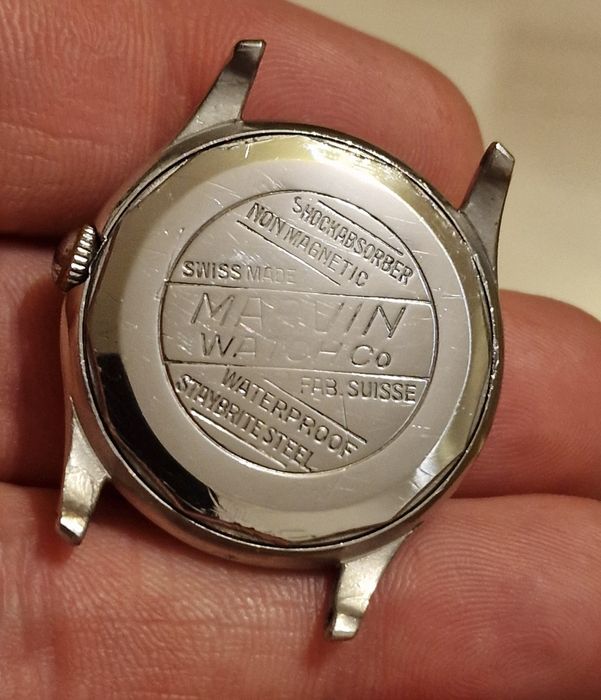 SHOCKABSORBER
NON MAGNETIC
SWISS MADE
MARVIN
WATCH Co
FAB. SUISSE
WATERPROOF
STAYBRITE STEEL